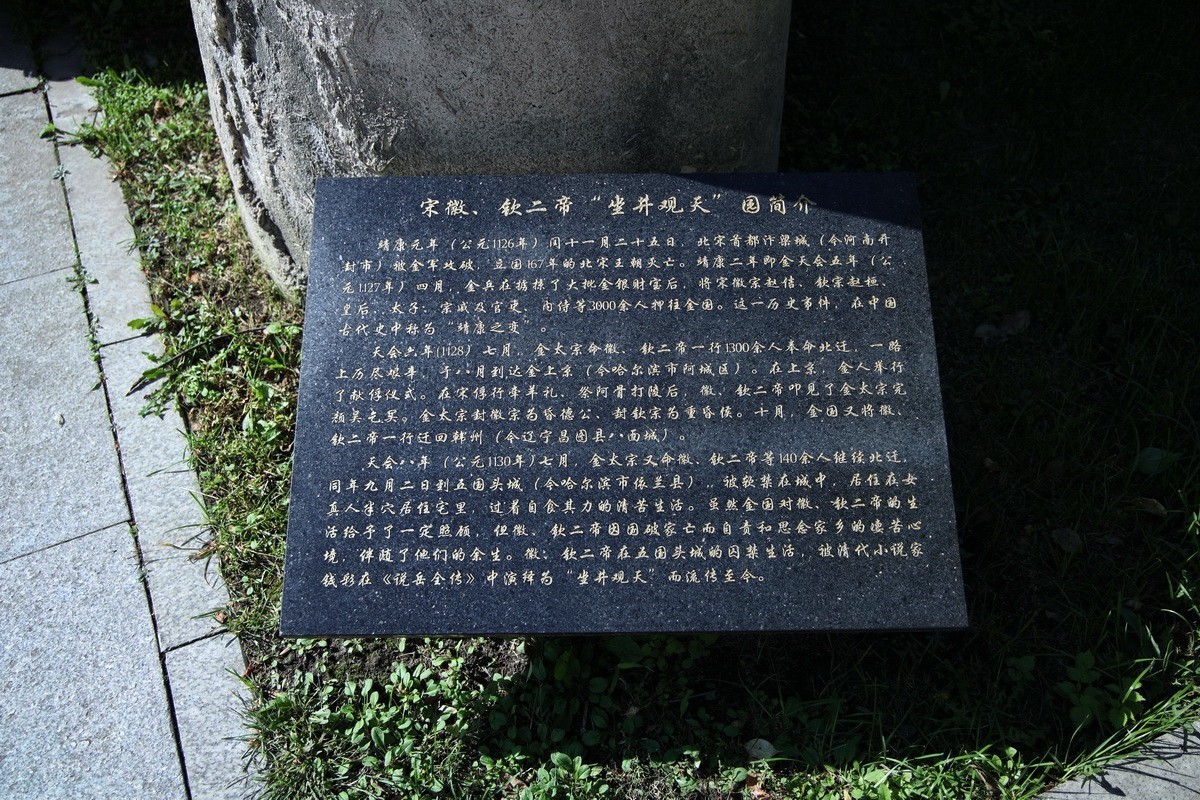 宋徽、钦二帝“坐井观天”园简介
靖康元年（公元1126年）闰十一月二十五日，北宋首都汴梁城（今河南开
封市）被金军攻破，立国167年的北宋王朝灭亡。靖康二年即金天会五年（公
元1127年）四月，金兵在掳掠了大批金银财宝后，将宋徽宗赵佶、钦宗赵桓、
皇后、太子、宗戚及官吏、内侍等3000余人押往金国。这一历史事件，在中国
古代史中称为“靖康之变”。
天会六年(1128）七月，金太宗命徽、钦二帝一行1300余人奉命北迁，一路
上历尽艰辛，于八月到达金上京（今哈尔滨市阿城区）。在上京，金人举行
了献俘仪式。在宋俘行牵羊礼、祭阿骨打陵后，徽、钦二帝叩见了金太宗完
颜吴乞买。金太宗封徽宗为昏德公、封钦宗为重昏侯。十月，金国又将徽、
钦二帝一行迁回韩州（今辽宁昌图县八面城）。
天会八年（公元1130年）七月，金太宗又命徽、钦二帝等140余人继续北迁，
同年九月二日到五国头城（今哈尔滨市依兰县），被软禁在城中，居住在女
真人半穴居住宅里，过着自食其力的清苦生活。虽然金国对徽、钦二帝的生
活给予了一定照顾，但徽、钦二帝因国破家亡而自责和思念家乡的凄苦心
境，伴随了他们的余生。徽、钦二帝在五国头城的囚禁生活，被清代小说家
钱彩在《说岳全传》中演绎为“坐井观天”而流传至今。